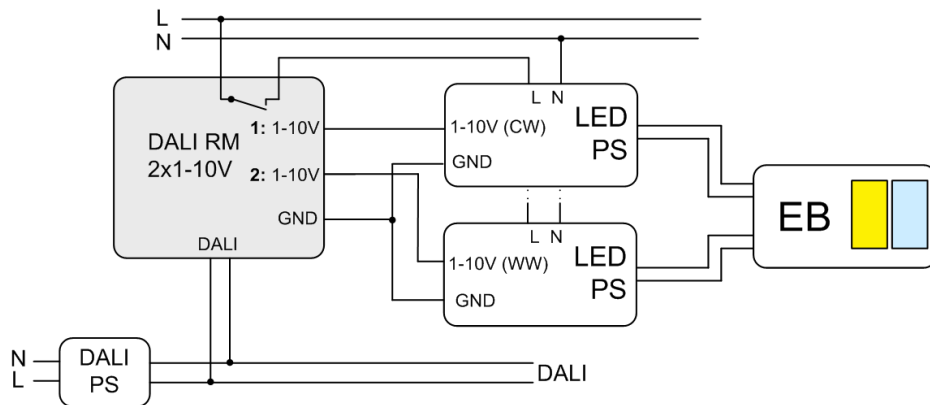 L
N
L N
1: 1-10V
1-10V (CW)
LED
PS
DALI RM
2x1-10V
GND
2: 1-10V
GND
L N
EB
DALI
1-10V (WW)
LED
PS
GND
N
L
DALI
PS
DALI